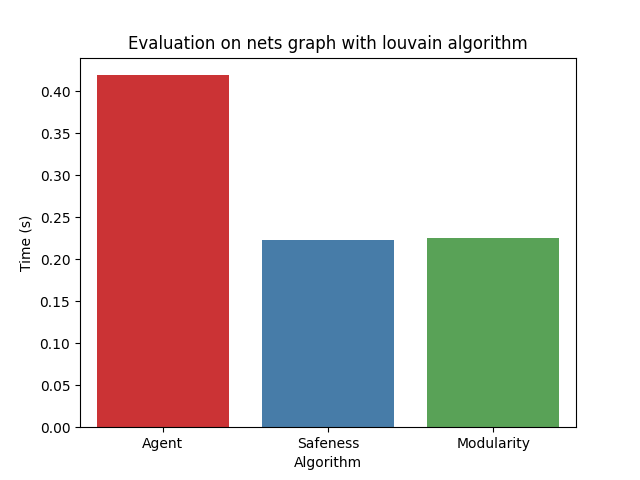 Evaluation on nets graph with louvain algorithm
Time (s)
0.40
0.35
0.30
0.25
0.20
0.15
0.10
0.05
0.00
Agent Safeness Modularity
Algorithm